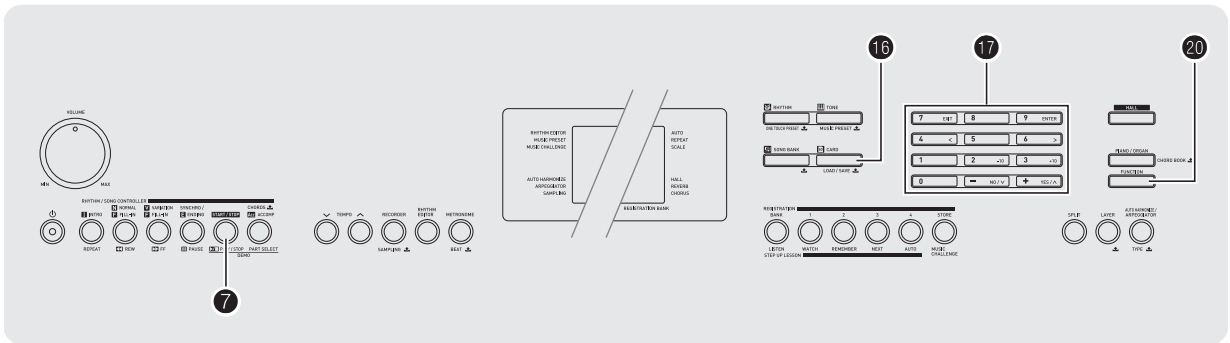 16
17
20
VOLUME
MIN
MAX
RHYTHM / SONG CONTROLLER
I INTRO
REPEAT
N NORMAL
F FILL-IN
REW
V VARIATION
F FILL-IN
FF
SYNCHRO /
E ENDING
PAUSE
START / STOP
PLAY / STOP
CHORDS
ACCOMP
PART SELECT
DEMO
7
TEMPO
RECORDER
SAMPLING
RHYTHM
EDITOR
METRONOME
BEAT
RHYTHM EDITOR
MUSIC PRESET
MUSIC CHALLENGE
AUTO HARMONIZE
ARPEGGIATOR
SAMPLING
AUTO
REPEAT
SCALE
HALL
REVERB
CHORUS
REGISTRATION BANK
RHYTHM
ONE TOUCH PRESET
TONE
MUSIC PRESET
SONG BANK
CARD
LOAD / SAVE
7 EXIT
8
9 ENTER
4 <
5
6 >
1
2 -10
3 +10
0
− NO / ∨
+ YES / ∧
REGISTRATION
BANK
1
2
3
4
STORE
LISTEN
WATCH
REMEMBER
NEXT
AUTO
MUSIC
CHALLENGE
STEP UP LESSON
HALL
PIANO / ORGAN
CHORD BOOK
FUNCTION
SPLIT
LAYER
AUTO HARMONIZE /
ARPEGGIATOR
TYPE